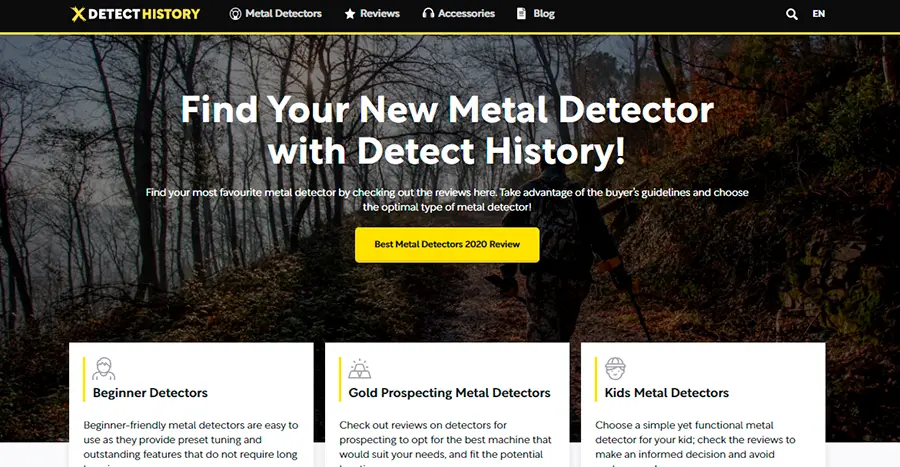 DETECT HISTORY Metal Detectors Reviews Accessories Blog EN
Find Your New Metal Detector
with Detect History!
Find your most favourite metal detector by checking out the reviews here. Take advantage of the buyer's guidelines and choose
the optimal type of metal detector!
Best Metal Detectors 2020 Review
Beginner Detectors
Beginner-friendly metal detectors are easy to
use as they provide preset tuning and
outstanding features that do not require long
Gold Prospecting Metal Detectors
Check out reviews on detectors for
prospecting to opt for the best machine that
would suit your needs, and fit the potential
Kids Metal Detectors
Choose a simple yet functional metal
detector for your kid; check the reviews to
make an informed decision and avoid